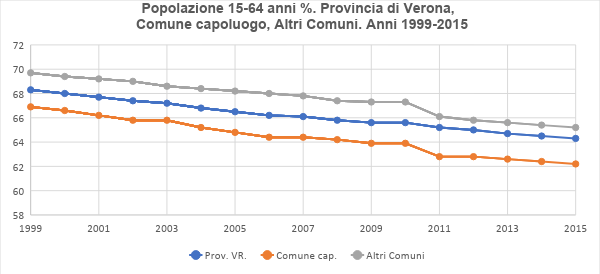 Popolazione 15-64 anni %. Provincia di Verona,
Comune capoluogo, Altri Comuni. Anni 1999-2015
72
70
68
66
64
62
60
58
1999 2001 2003 2005 2007 2009 2011 2013 2015
Prov. VR. Comune cap. Altri Comuni